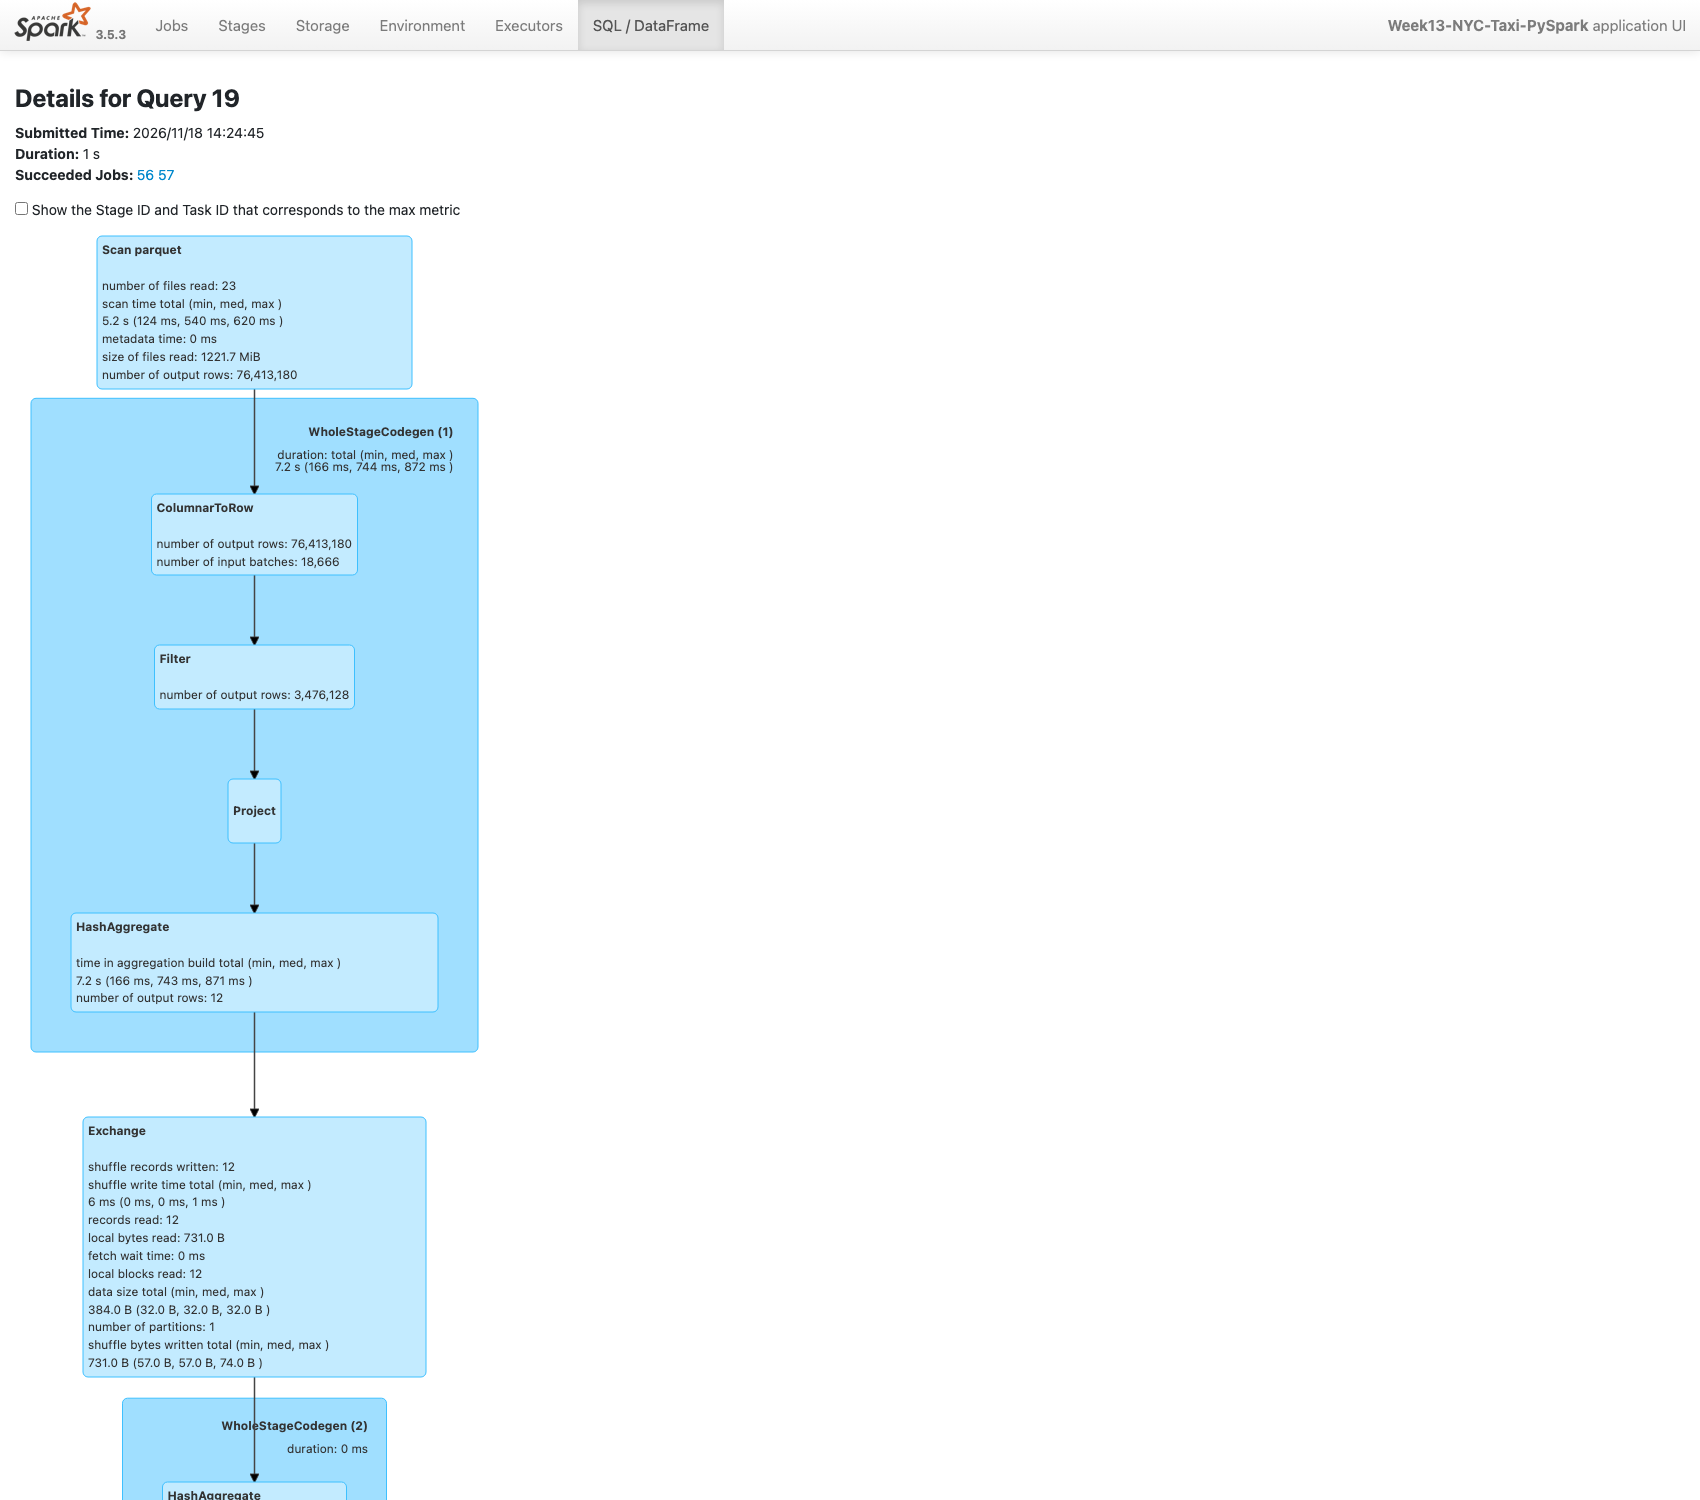 APACHE
Spark 3.5.3 Jobs Stages Storage Environment Executors SQL / DataFrame Week13-NYC-Taxi-PySpark application UI
Details for Query 19
Submitted Time: 2026/11/18 14:24:45
Duration: 1 s
Succeeded Jobs: 56 57
Show the Stage ID and Task ID that corresponds to the max metric
Scan parquet
number of files read: 23
scan time total (min, med, max )
5.2 s (124 ms, 540 ms, 620 ms )
metadata time: 0 ms
size of files read: 1221.7 MiB
number of output rows: 76,413,180
WholeStageCodegen (1)
duration: total (min, med, max )
7.2 s (166 ms, 744 ms, 872 ms )
ColumnarToRow
number of output rows: 76,413,180
number of input batches: 18,666
Filter
number of output rows: 3,476,128
Project
HashAggregate
time in aggregation build total (min, med, max )
7.2 s (166 ms, 743 ms, 871 ms )
number of output rows: 12
Exchange
shuffle records written: 12
shuffle write time total (min, med, max )
6 ms (0 ms, 0 ms, 1 ms )
records read: 12
local bytes read: 731.0 B
fetch wait time: 0 ms
local blocks read: 12
data size total (min, med, max )
384.0 B (32.0 B, 32.0 B, 32.0 B )
number of partitions: 1
shuffle bytes written total (min, med, max )
731.0 B (57.0 B, 57.0 B, 74.0 B )
WholeStageCodegen (2)
duration: 0 ms
HashAggregate